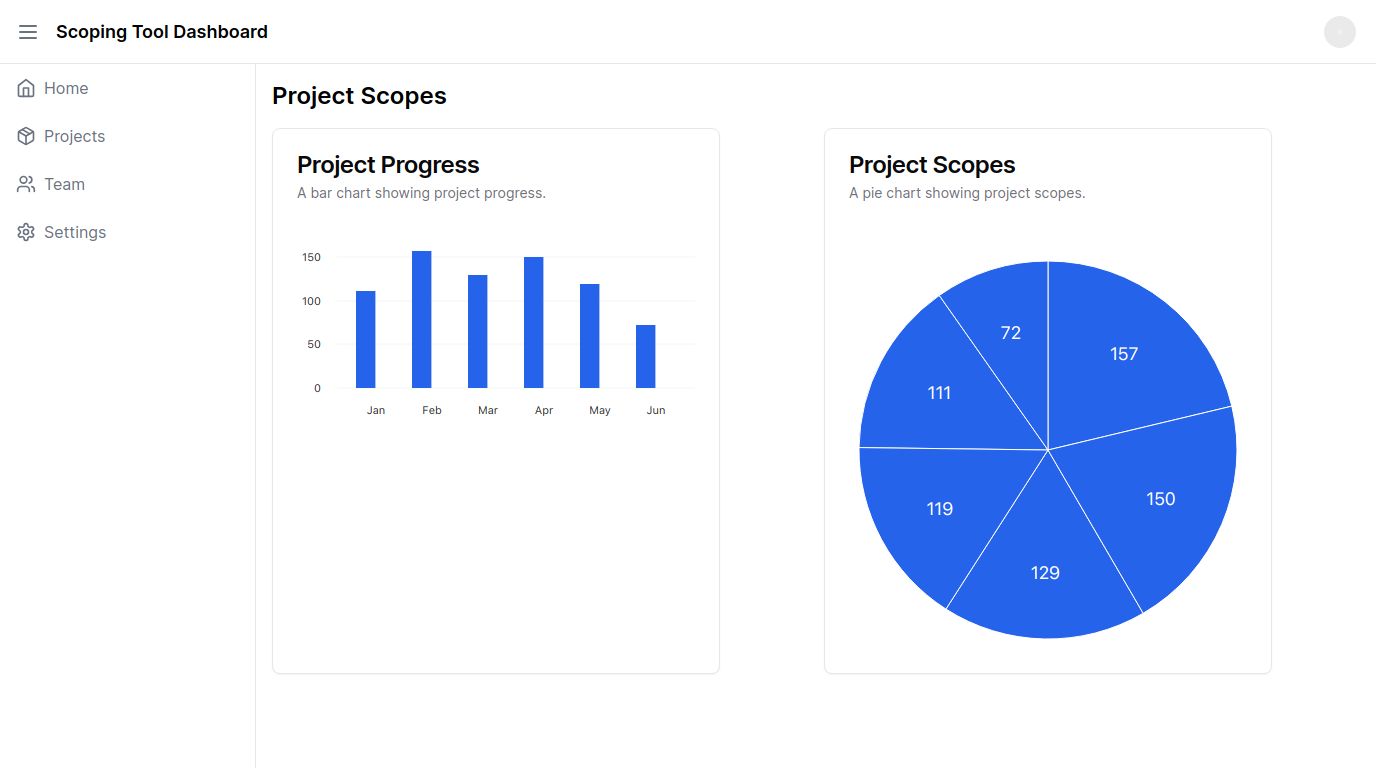 Scoping Tool Dashboard
Home
Projects
Team
Settings
Project Scopes
Project Progress
A bar chart showing project progress.
150
100
50
0
Jan Feb Mar Apr May Jun
Project Scopes
A pie chart showing project scopes.
72
157
111
150
119
129